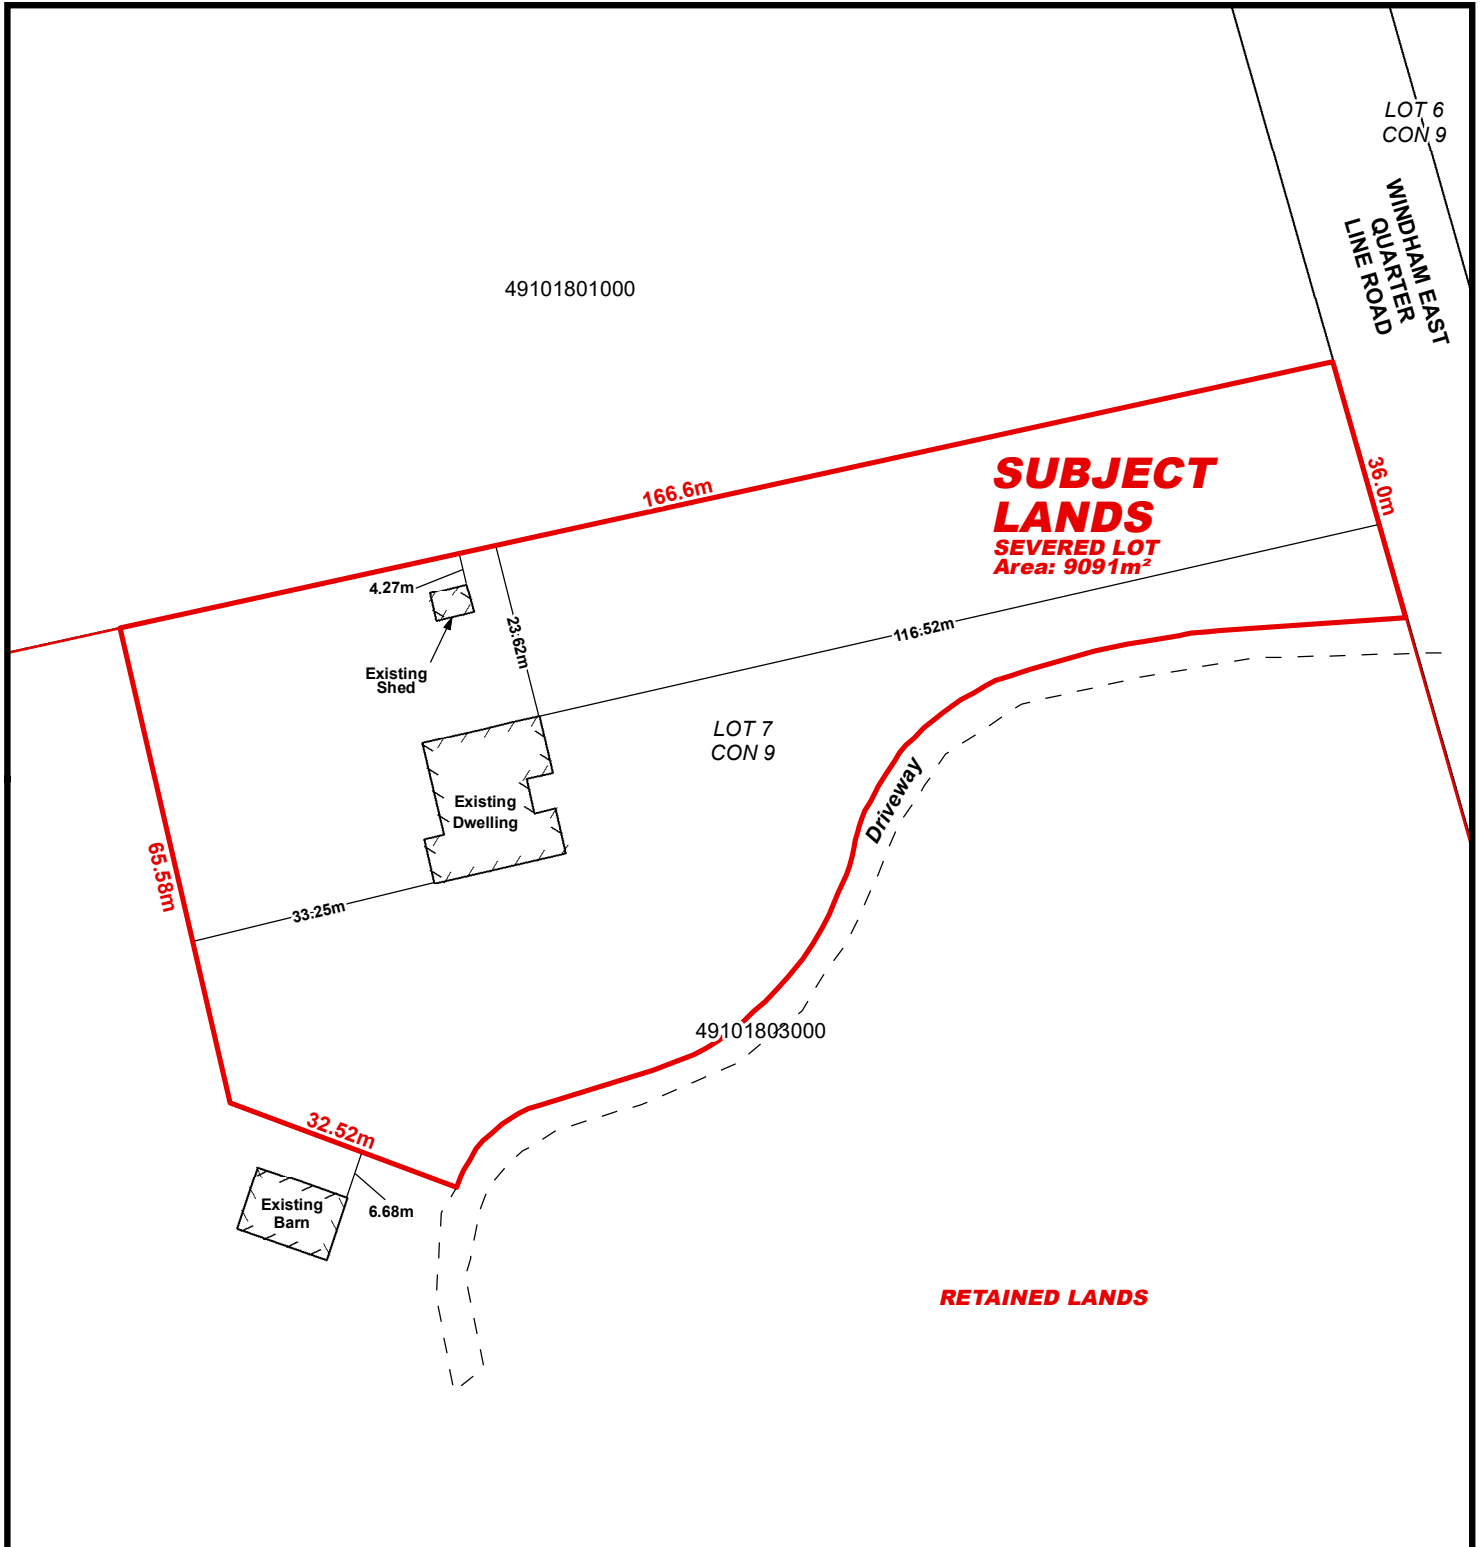 LOT 6
CON 9
WINDHAM EAST
QUARTER
LINE ROAD
49101801000
166.6m
SUBJECT
LANDS
SEVERED LOT
Area: 9091m²
36.0m
4.27m
23.62m
116.52m
Existing
Shed
LOT 7
CON 9
Existing
Dwelling
Driveway
65.58m
33.25m
49101803000
32.52m
Existing
Barn
6.68m
RETAINED LANDS